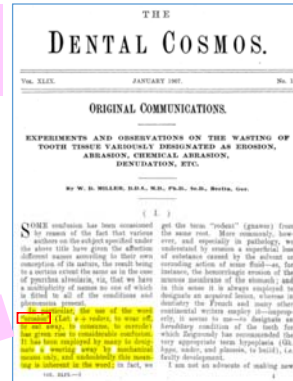 THE
DENTAL COSMOS.
VOL. XLIX. JANUARY 1907. No. 1
ORIGINAL COMMUNICATIONS.
EXPERIMENTS AND OBSERVATIONS ON THE WASTING OF
TOOTH TISSUE VARIOUSLY DESIGNATED AS EROSION,
ABRASION, CHEMICAL ABRASION,
DENUDATION, ETC.
By W. D. MILLER, D.D.S., M.D., Ph.D., Sc.D., Berlin, Ger.
( I. )
SOME confusion has been occasioned
by reason of the fact that various
authors on the subject specified under
the above title have given the affection
different names according to their own
conception of its nature, the result being
to a certain extent the same as in the case
of pyorrhea alveolaris, viz, that we have
a multiplicity of names no one of which
is fitted to all of the conditions and
phenomena present.
In particular, the use of the word
"erosion" (Lat. e + rodere, to wear off,
to eat away, to consume, to corrode)
has given rise to considerable confusion.
It has been employed by many to desig-
nate a wasting away by mechanical
means only, and undoubtedly this mean-
ing is inherent in the word; in fact, we
VOL. XLIX.—1
get the term "rodent" (gnawer) from
the same root. More commonly, how-
ever, and especially in pathology, we
understand by erosion a superficial loss
of substance caused by the solvent or
corroding action of some fluid—as, for
instance, the hemorrhagic erosion of the
mucous membrane of the stomach; and
in this sense it is always employed to
designate an acquired lesion, whereas in
dentistry the French and many other
continental writers employ it—improp-
erly, it seems to me—to designate an
hereditary condition of the teeth for
which Zsigmondy has recommended the
very appropriate term hypoplasia (Gk.
hypo, under, and plassein, to build), i.e.
faulty development.
I am not an advocate of making new
1